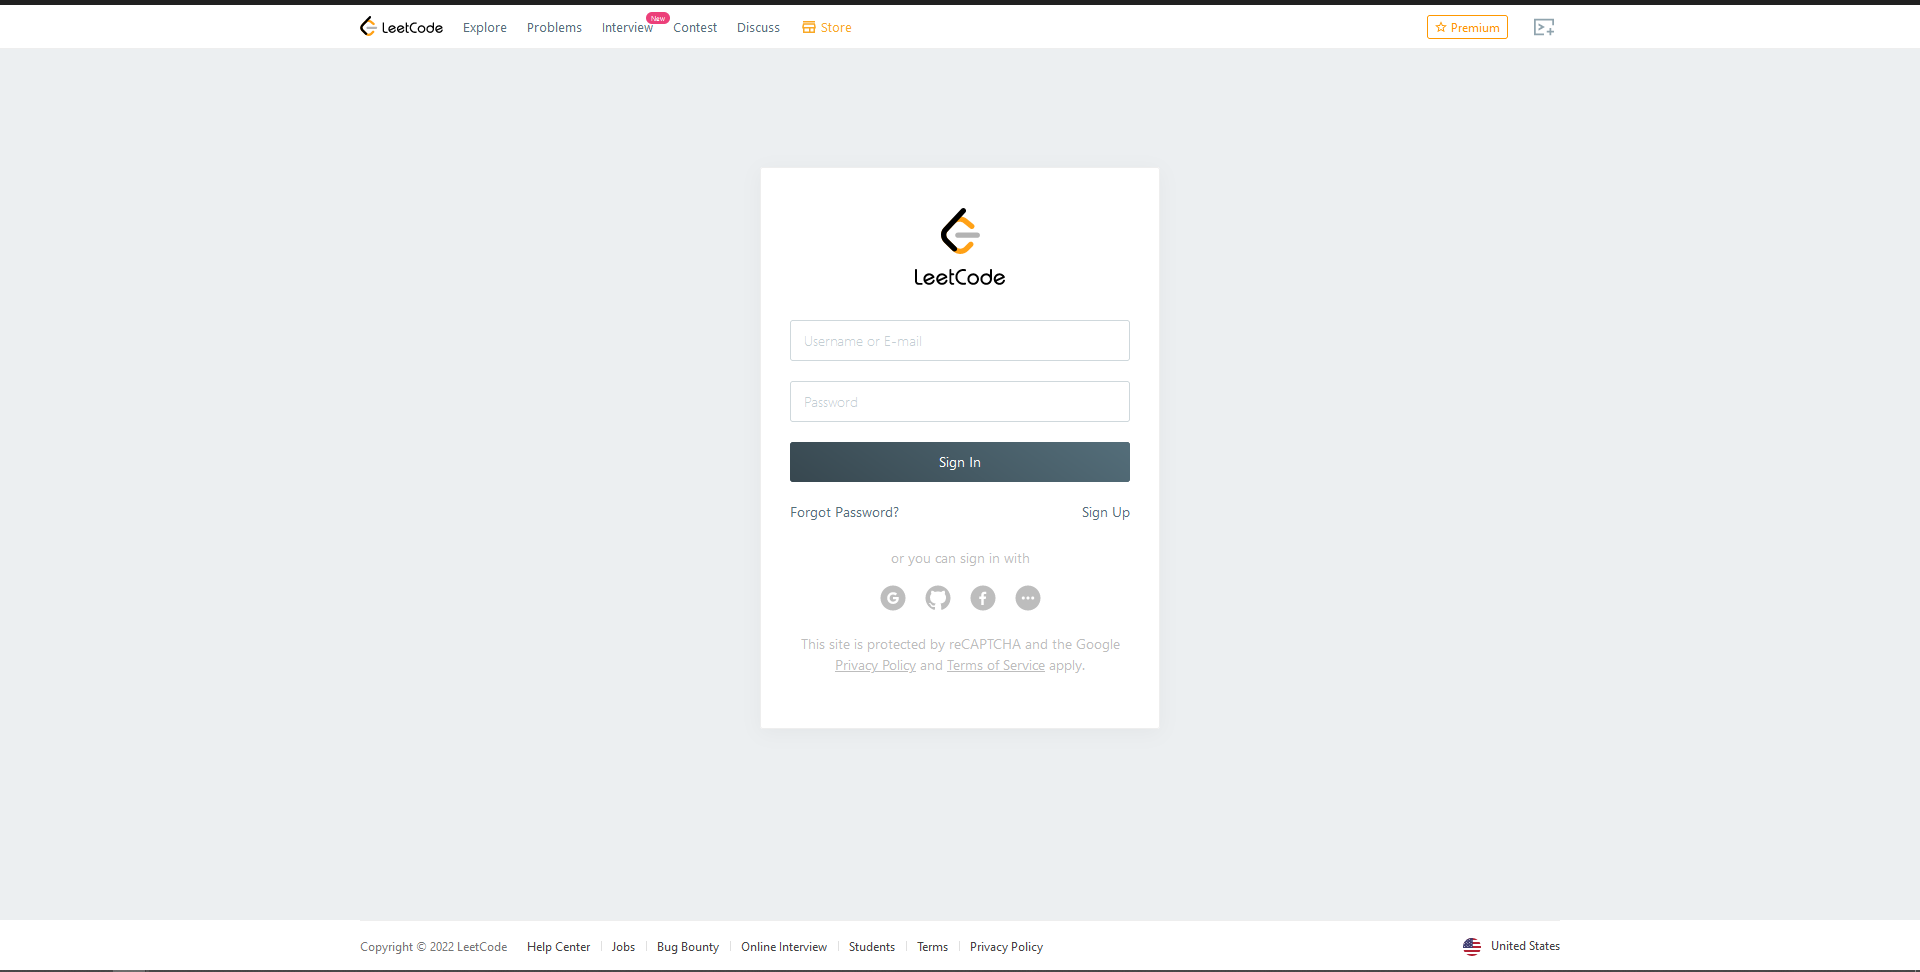 LeetCode Explore Problems Interview New Contest Discuss Store Premium
LeetCode
Username or E-mail
Password
Sign In
Forgot Password? Sign Up
or you can sign in with
This site is protected by reCAPTCHA and the Google
Privacy Policy and Terms of Service apply.
Copyright © 2022 LeetCode Help Center Jobs Bug Bounty Online Interview Students Terms Privacy Policy United States